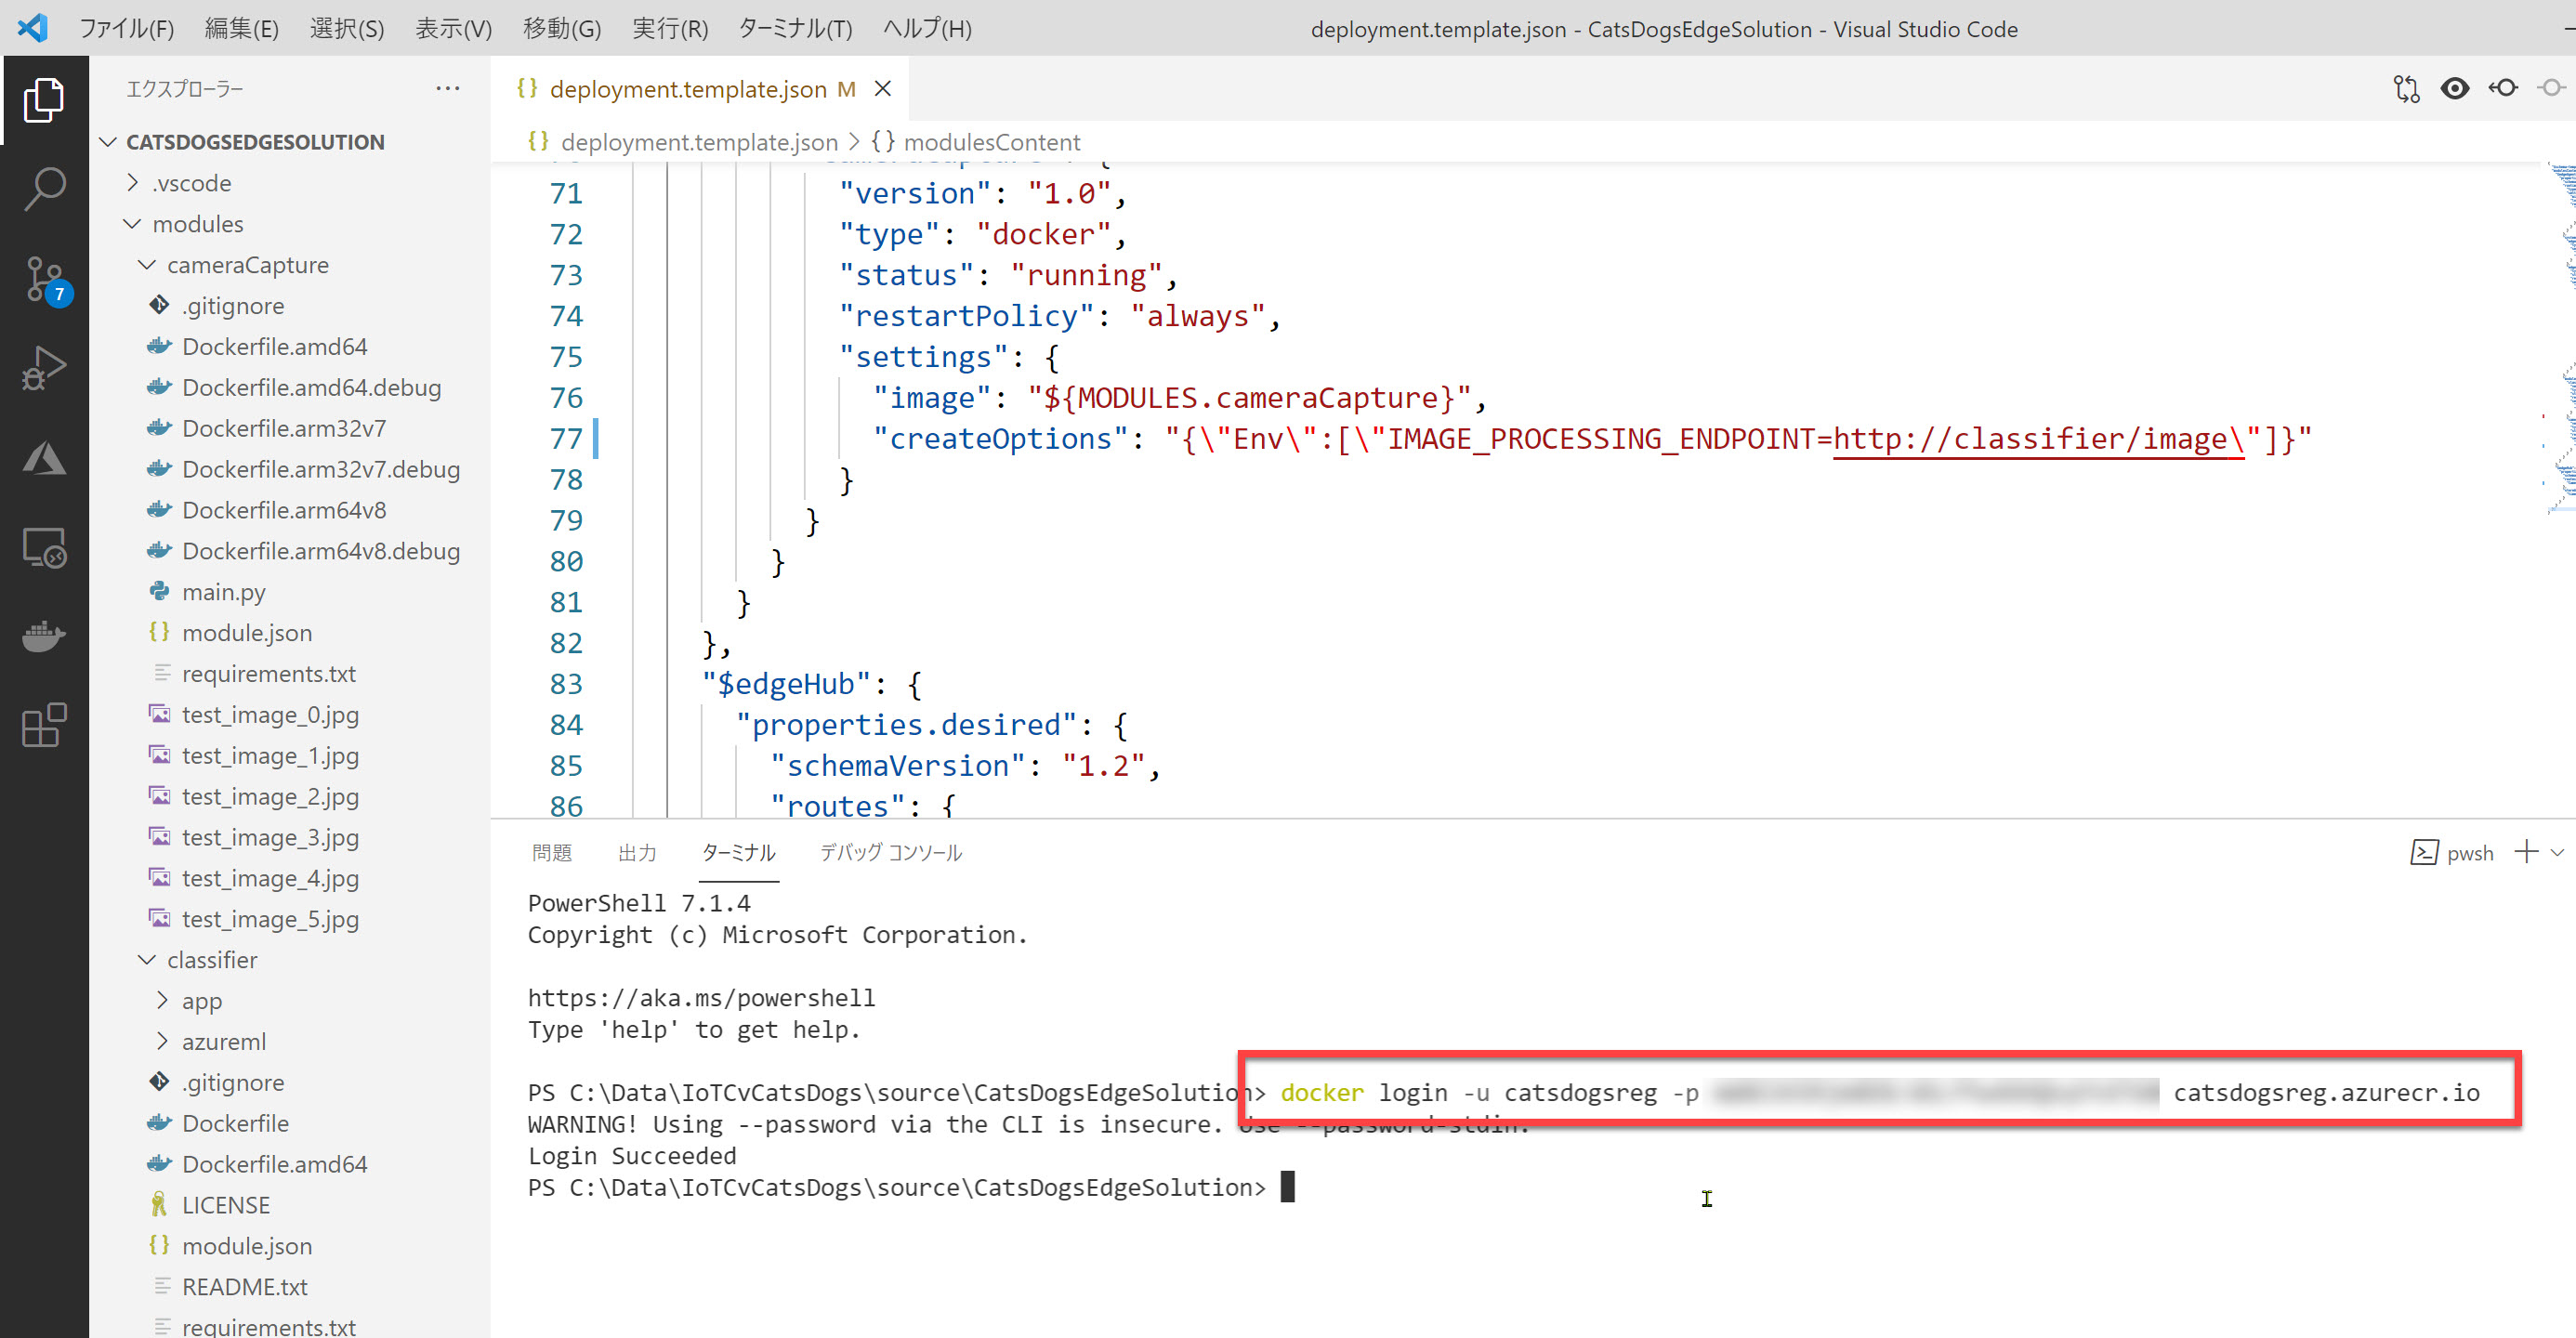 ファイル(F) 編集(E) 選択(S) 表示(V) 移動(G) 実行(R) ターミナル(T) ヘルプ(H) deployment.template.json - CatsDogsEdgeSolution - Visual Studio Code
エクスプローラー ...
CATSDOGSEDGESOLUTION
.vscode
modules
cameraCapture
.gitignore
Dockerfile.amd64
Dockerfile.amd64.debug
Dockerfile.arm32v7
Dockerfile.arm32v7.debug
Dockerfile.arm64v8
Dockerfile.arm64v8.debug
main.py
{} module.json
requirements.txt
test_image_0.jpg
test_image_1.jpg
test_image_2.jpg
test_image_3.jpg
test_image_4.jpg
test_image_5.jpg
classifier
app
azureml
.gitignore
Dockerfile
Dockerfile.amd64
LICENSE
{} module.json
README.txt
requirements.txt
7
{} deployment.template.json M
{} deployment.template.json > {} modulesContent
71 "version": "1.0",
72 "type": "docker",
73 "status": "running",
74 "restartPolicy": "always",
75 "settings": {
76 "image": "${MODULES.cameraCapture}",
77 "createOptions": "{\"Env\":[\"IMAGE_PROCESSING_ENDPOINT=http://classifier/image\"]}"
78 }
79 }
80 }
81 }
82 },
83 "$edgeHub": {
84 "properties.desired": {
85 "schemaVersion": "1.2",
86 "routes": {
問題 出力 ターミナル デバッグ コンソール pwsh
PowerShell 7.1.4
Copyright (c) Microsoft Corporation.
https://aka.ms/powershell
Type 'help' to get help.
PS C:\Data\IoTCvCatsDogs\source\CatsDogsEdgeSolution> docker login -u catsdogsreg -p catsdogsreg.azurecr.io
WARNING! Using --password via the CLI is insecure. Use --password-stdin.
Login Succeeded
PS C:\Data\IoTCvCatsDogs\source\CatsDogsEdgeSolution>